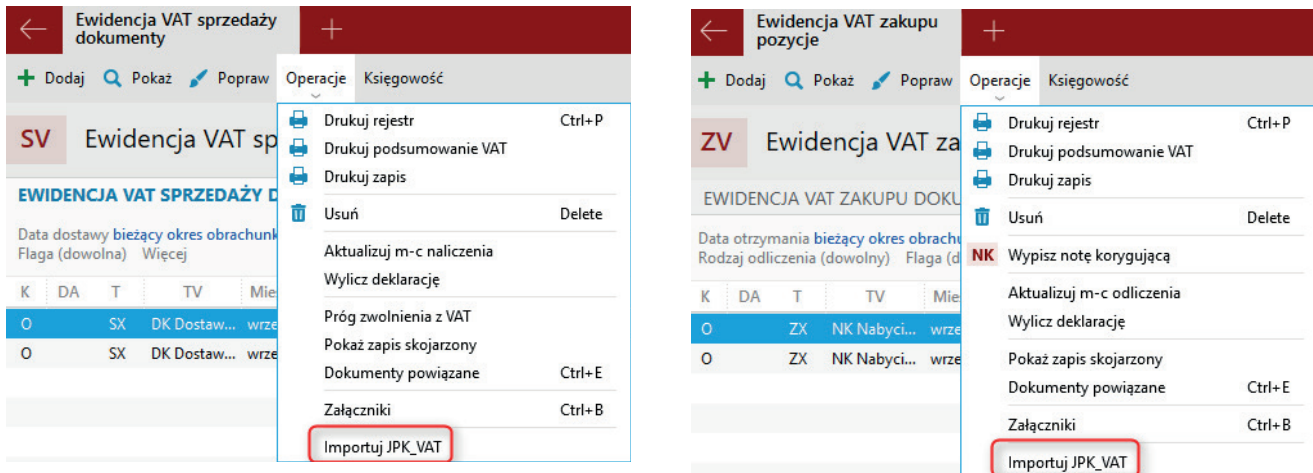 Ewidencja VAT sprzedaży
dokumenty
Dodaj Pokaż Popraw Operacje Księgowość
SV Ewidencja VAT sp
EWIDENCJA VAT SPRZEDAŻY D
Data dostawy bieżący okres obrachunk
Flaga (dowolna) Więcej
K DA T TV Mie
O SX DK Dostaw... wrze
O SX DK Dostaw... wrze
Drukuj rejestr Ctrl+P
Drukuj podsumowanie VAT
Drukuj zapis
Usuń Delete
Aktualizuj m-c naliczenia
Wylicz deklarację
Próg zwolnienia z VAT
Pokaż zapis skojarzony
Dokumenty powiązane Ctrl+E
Załączniki Ctrl+B
Importuj JPK_VAT
Ewidencja VAT zakupu
pozycje
Dodaj Pokaż Popraw Operacje Księgowość
ZV Ewidencja VAT za
EWIDENCJA VAT ZAKUPU DOKU
Data otrzymania bieżący okres obrachu
Rodzaj odliczenia (dowolny) Flaga (d
K DA T TV Mie
O ZX NK Nabyci... wrze
O ZX NK Nabyci... wrze
Drukuj rejestr Ctrl+P
Drukuj podsumowanie VAT
Drukuj zapis
Usuń Delete
NK Wypisz notę korygującą
Aktualizuj m-c odliczenia
Wylicz deklarację
Pokaż zapis skojarzony
Dokumenty powiązane Ctrl+E
Załączniki Ctrl+B
Importuj JPK_VAT